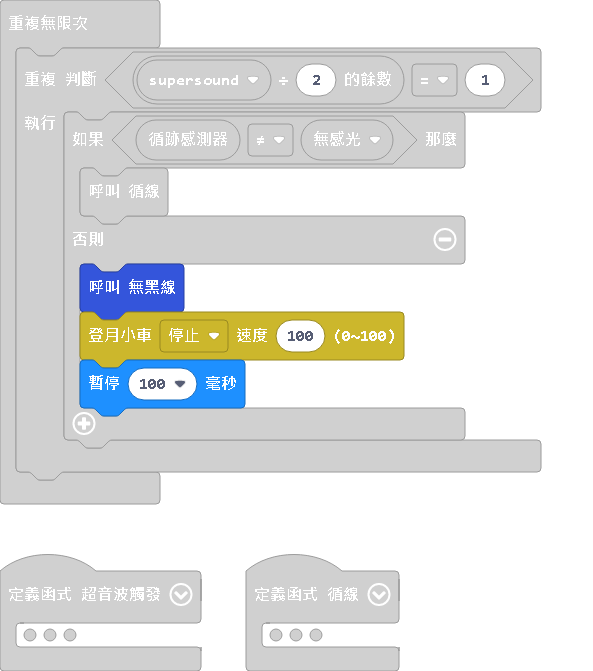 重複無限次
重複 判斷 supersound ÷ 2 的餘數 = 1
執行
如果 循跡感測器 ≠ 無感光 那麼
呼叫 循線
否則
呼叫 無黑線
登月小車 停止 速度 100 (0~100)
暫停 100 毫秒
定義函式 超音波觸發 定義函式 循線